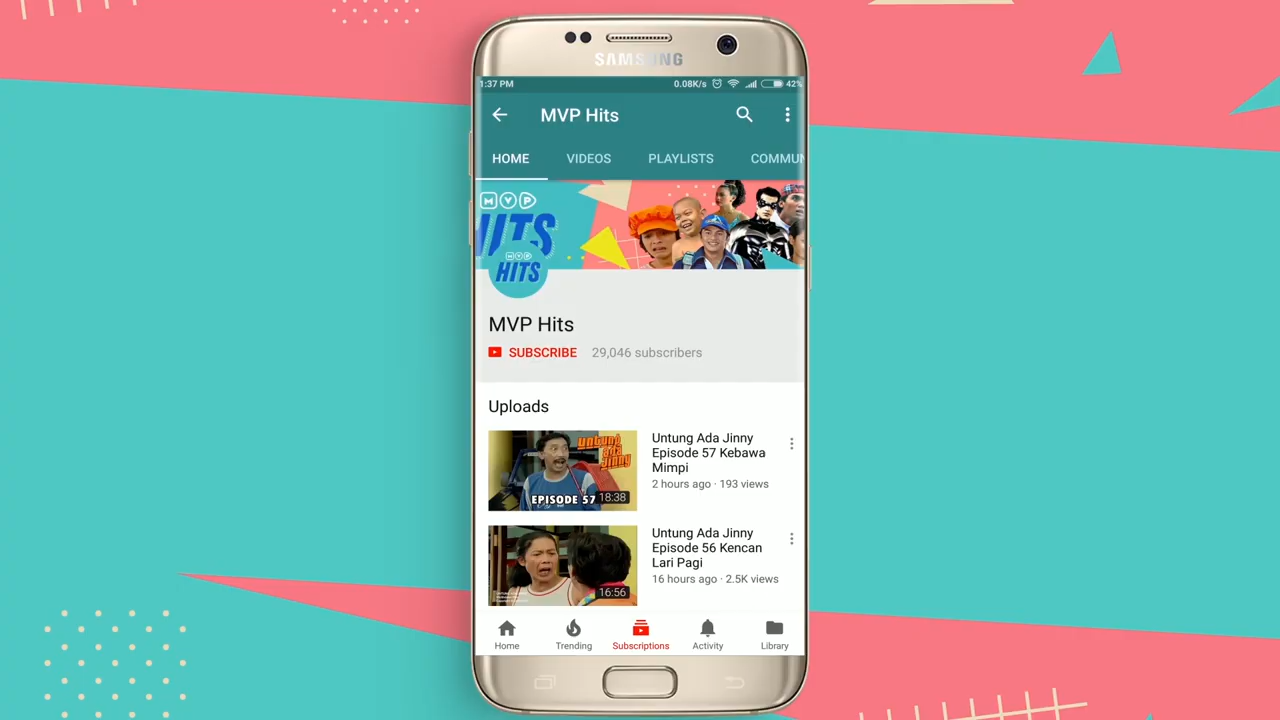 SAMSUNG
1:37 PM 0.08K/s 42%
MVP Hits
HOME VIDEOS PLAYLISTS COMMUN
MVP
HITS
MVP
HITS
MVP Hits
SUBSCRIBE 29,046 subscribers
Uploads
UNTUNG
ADA
JINNY
EPISODE 57 18:38
Untung Ada Jinny
Episode 57 Kebawa
Mimpi
2 hours ago · 193 views
16:56
Untung Ada Jinny
Episode 56 Kencan
Lari Pagi
16 hours ago · 2.5K views
Home Trending Subscriptions Activity Library